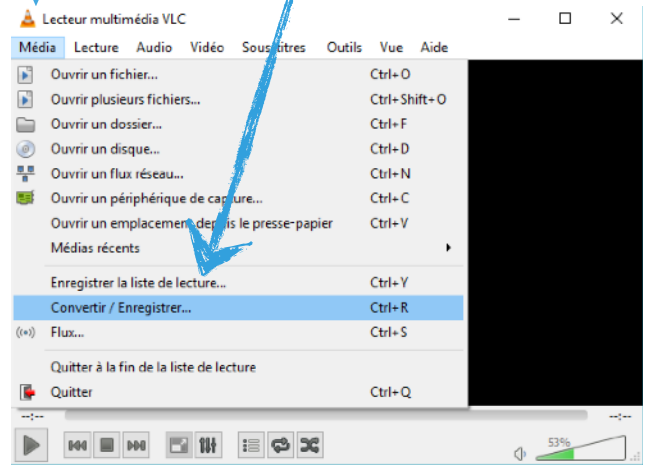 Lecteur multimédia VLC
Média Lecture Audio Vidéo Sous-titres Outils Vue Aide
Ouvrir un fichier... Ctrl+O
Ouvrir plusieurs fichiers... Ctrl+Shift+O
Ouvrir un dossier... Ctrl+F
Ouvrir un disque... Ctrl+D
Ouvrir un flux réseau... Ctrl+N
Ouvrir un périphérique de capture... Ctrl+C
Ouvrir un emplacement depuis le presse-papier Ctrl+V
Médias récents
Enregistrer la liste de lecture... Ctrl+Y
Convertir / Enregistrer... Ctrl+R
Flux... Ctrl+S
Quitter à la fin de la liste de lecture
Quitter Ctrl+Q
--:-- --:--
53%